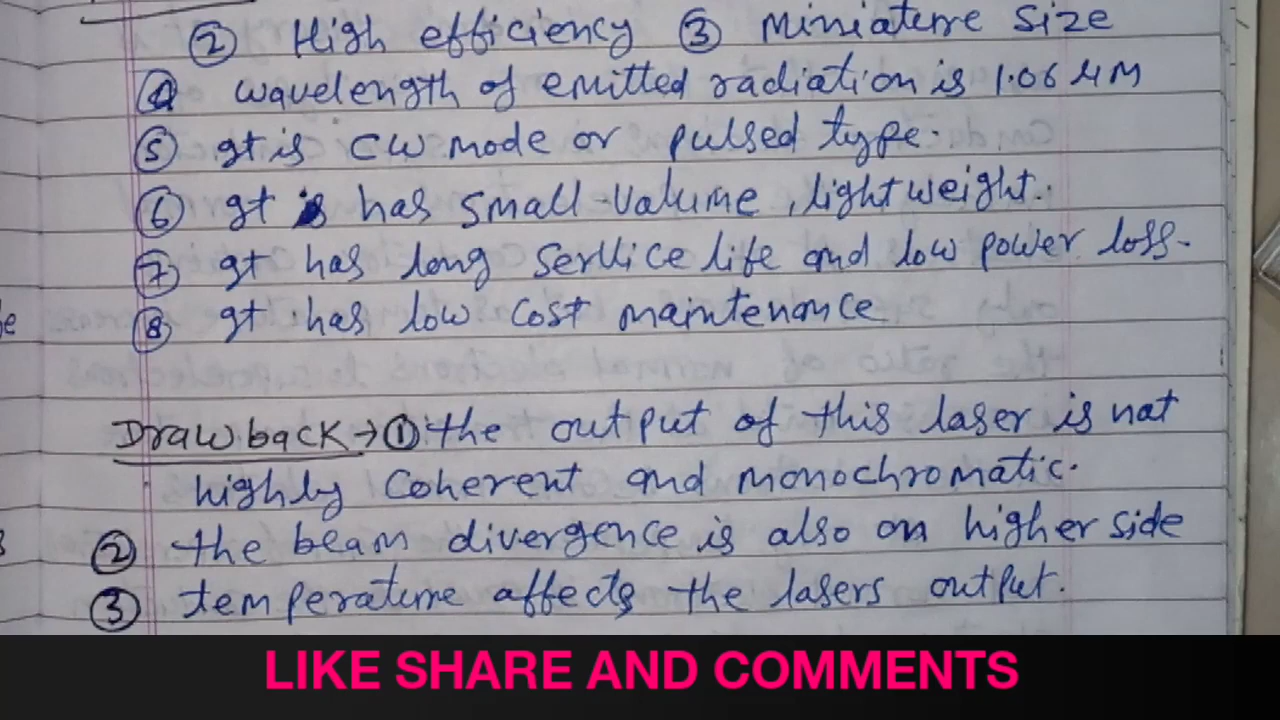 ② High efficiency ③ Miniature Size
④ wavelength of emitted radiation is 1.06 μM
⑤ It is CW mode or pulsed type.
⑥ It has small-Valume, light weight.
⑦ It has long Service life and low power loss.
⑧ It has low cost maintenance
Drawback → ① the output of this laser is not
highly Coherent and monochromatic.
② the beam divergence is also on higher side
③ temperature affects the lasers output.
LIKE SHARE AND COMMENTS